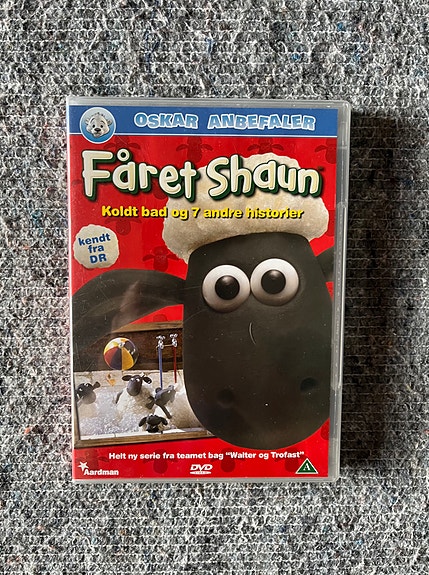 OSKAR ANBEFALER
Fåret Shaun
Koldt bad og 7 andre historier
kendt
fra
DR
Helt ny serie fra teamet bag "Walter og Trofast"
Aardman
DVD
A